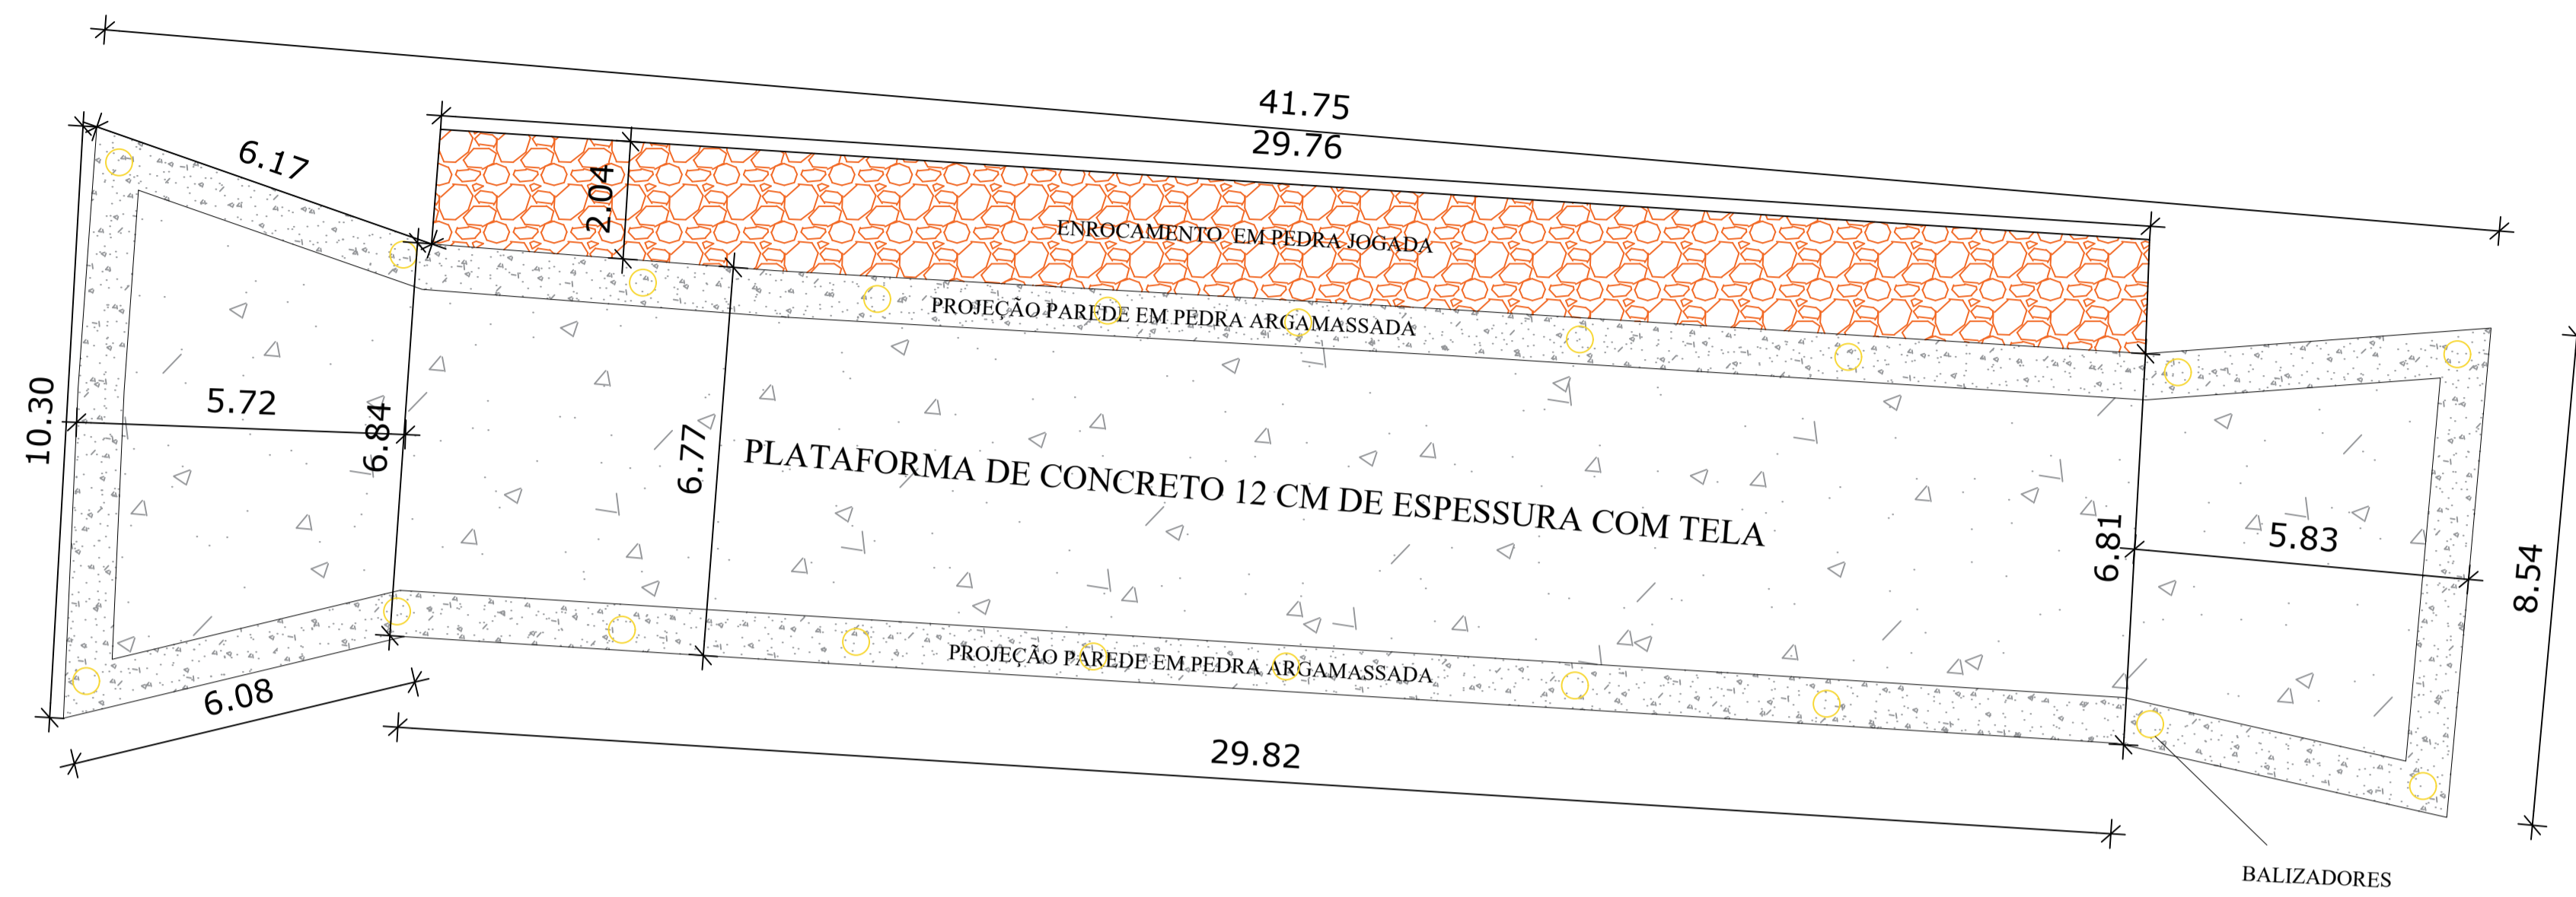 41.75
29.76
6.17
2.04
ENROCAMENTO EM PEDRA JOGADA
PROJEÇÃO PAREDE EM PEDRA ARGAMASSADA
10.30
5.72
6.84
6.77
PLATAFORMA DE CONCRETO 12 CM DE ESPESSURA COM TELA
6.81
5.83
8.54
PROJEÇÃO PAREDE EM PEDRA ARGAMASSADA
6.08
29.82
BALIZADORES